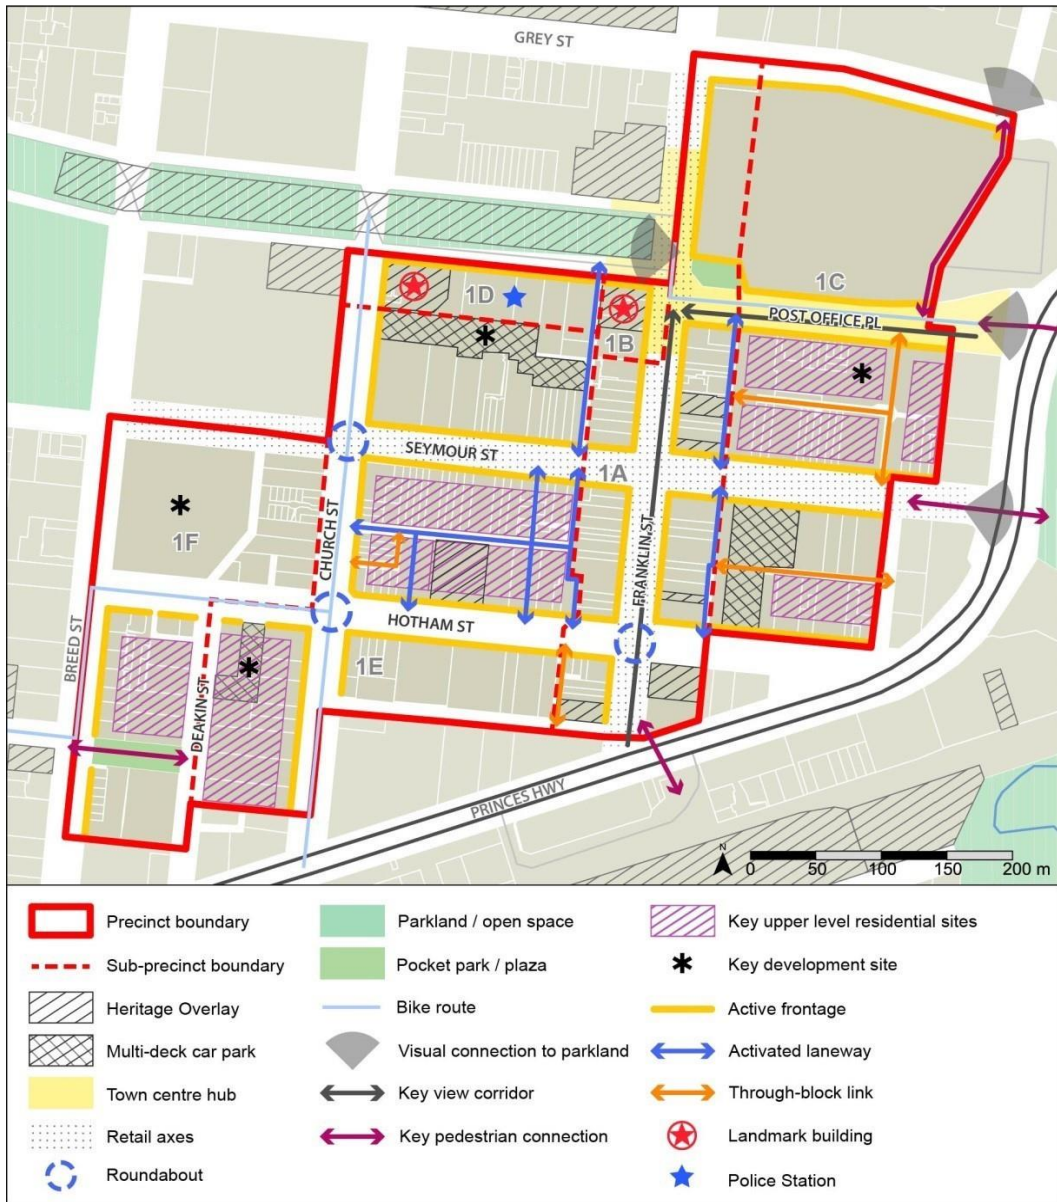 GREY ST
1C
1D
POST OFFICE PL
1B
SEYMOUR ST
1A
CHURCH ST
FRANKLIN ST
1F
HOTHAM ST
BREED ST
1E
DEAKIN ST
PRINCES HWY
N
0 50 100 150 200 m
Precinct boundary
Parkland / open space
Key upper level residential sites
Sub-precinct boundary
Pocket park / plaza
Key development site
Heritage Overlay
Bike route
Active frontage
Multi-deck car park
Visual connection to parkland
Activated laneway
Town centre hub
Key view corridor
Through-block link
Retail axes
Key pedestrian connection
Landmark building
Roundabout
Police Station